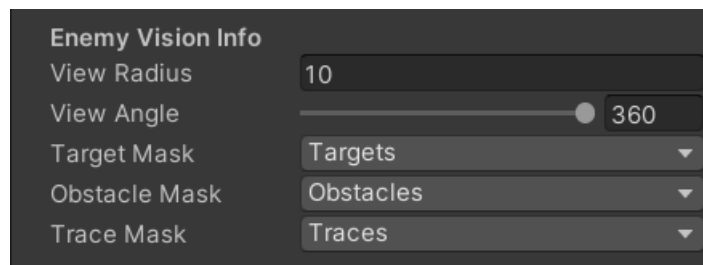 Enemy Vision Info
View Radius 10
View Angle 360
Target Mask Targets
Obstacle Mask Obstacles
Trace Mask Traces